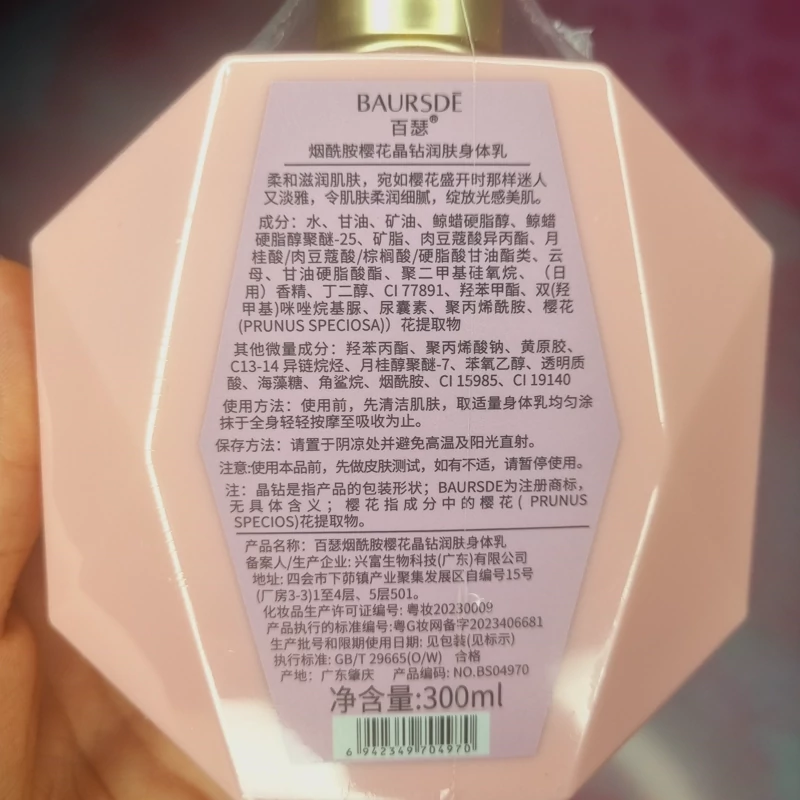 BAURSDĒ
百瑟®
烟酰胺樱花晶钻润肤身体乳
柔和滋润肌肤，宛如樱花盛开时那样迷人
又淡雅，令肌肤柔润细腻，绽放光感美肌。
成分：水、甘油、矿油、鲸蜡硬脂醇、鲸蜡
硬脂醇聚醚-25、矿脂、肉豆蔻酸异丙酯、月
桂酸/肉豆蔻酸/棕榈酸/硬脂酸甘油酯类、云
母、甘油硬脂酸酯、聚二甲基硅氧烷、（日
用）香精、丁二醇、CI 77891、羟苯甲酯、双(羟
甲基)咪唑烷基脲、尿囊素、聚丙烯酰胺、樱花
(PRUNUS SPECIOSA)）花提取物
其他微量成分：羟苯丙酯、聚丙烯酸钠、黄原胶、
C13-14 异链烷烃、月桂醇聚醚-7、苯氧乙醇、透明质
酸、海藻糖、角鲨烷、烟酰胺、CI 15985、CI 19140
使用方法：使用前，先清洁肌肤，取适量身体乳均匀涂
抹于全身轻轻按摩至吸收为止。
保存方法：请置于阴凉处并避免高温及阳光直射。
注意:使用本品前，先做皮肤测试，如有不适，请暂停使用。
注：晶钻是指产品的包装形状；BAURSDE为注册商标，
无具体含义；樱花指成分中的樱花( PRUNUS
SPECIOS)花提取物。
产品名称：百瑟烟酰胺樱花晶钻润肤身体乳
备案人/生产企业: 兴富生物科技(广东)有限公司
地址: 四会市下茆镇产业聚集发展区自编号15号
(厂房3-3)1至4层、5层501。
化妆品生产许可证编号: 粤妆20230009
产品执行的标准编号:粤G妆网备字2023406681
生产批号和限期使用日期: 见包装(见标示)
执行标准: GB/T 29665(O/W) 合格
产地：广东肇庆 产品编码: NO.BS04970
净含量:300ml
6 942349 704970